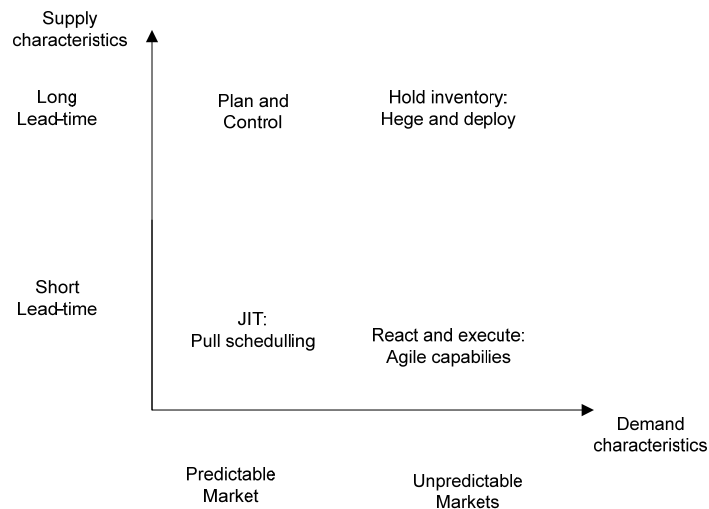 Supply
characteristics
Long
Lead-time
Plan and
Control
Hold inventory:
Hege and deploy
Short
Lead-time
JIT:
Pull schedulling
React and execute:
Agile capabilies
Demand
characteristics
Predictable
Market
Unpredictable
Markets